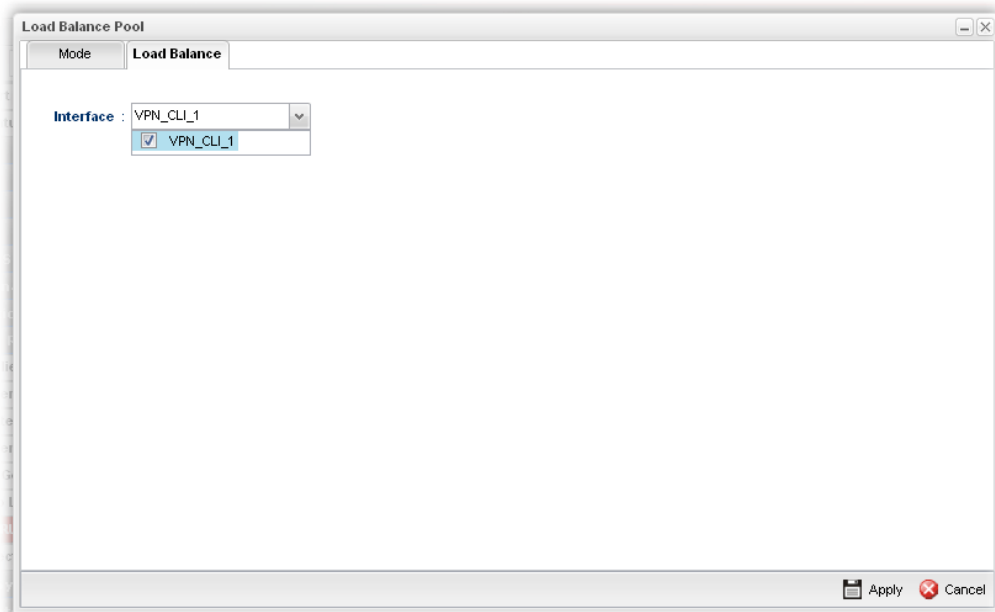 Load Balance Pool
Mode Load Balance
Interface : VPN_CLI_1
VPN_CLI_1
Apply Cancel